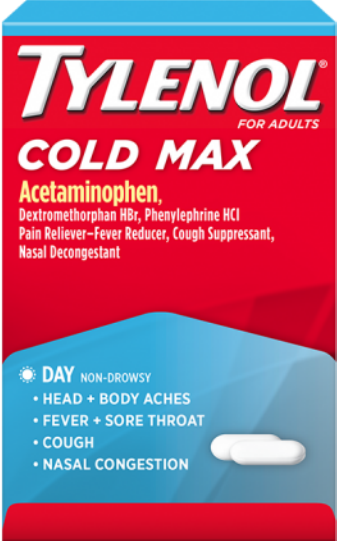 TYLENOL®
FOR ADULTS
COLD MAX
Acetaminophen,
Dextromethorphan HBr, Phenylephrine HCl
Pain Reliever–Fever Reducer, Cough Suppressant,
Nasal Decongestant
DAY NON-DROWSY
• HEAD + BODY ACHES
• FEVER + SORE THROAT
• COUGH
• NASAL CONGESTION